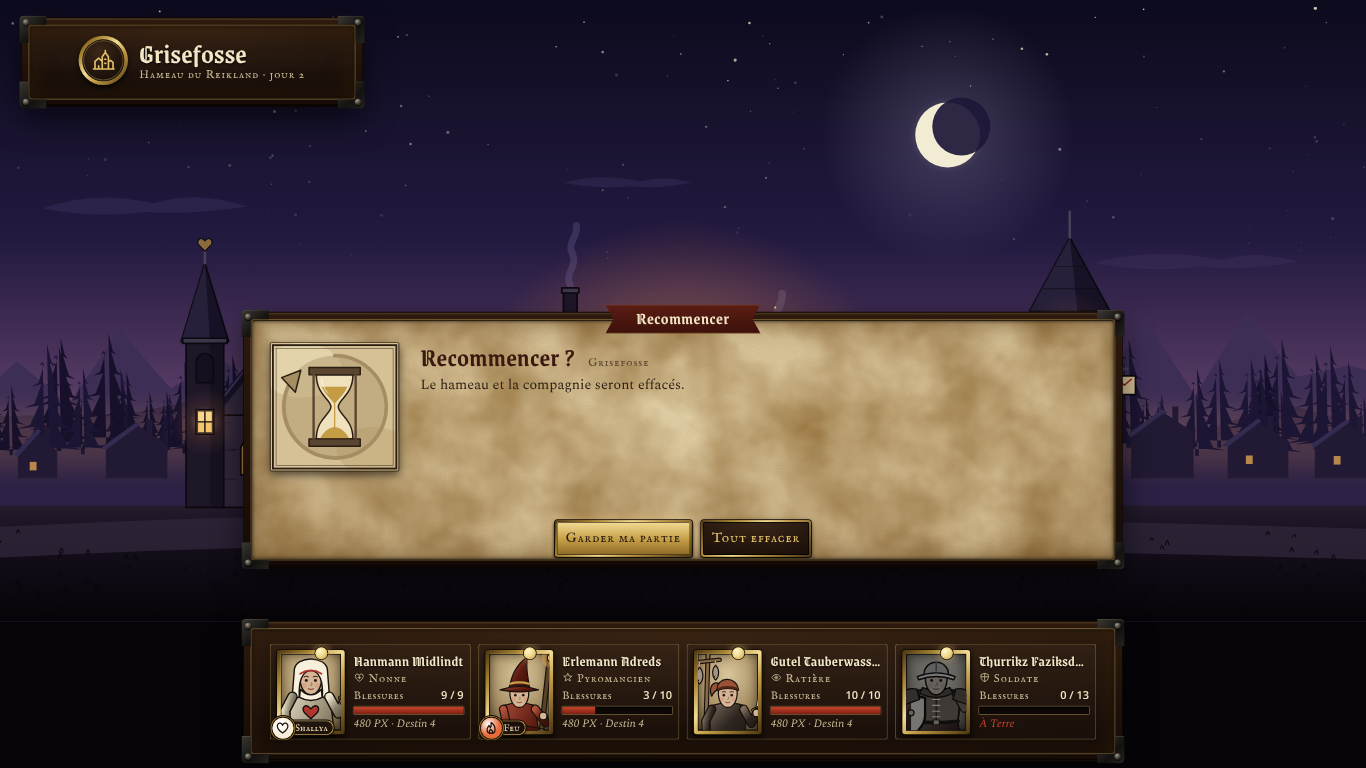 Grisefosse
Hameau du Reikland · jour 2
Recommencer
Recommencer ? Grisefosse
Le hameau et la compagnie seront effacés.
Garder ma partie
Tout effacer
Hanmann Midlindt
Nonne
Blessures 9 / 9
480 PX · Destin 4
Shallya
Erlemann Adreds
Pyromancien
Blessures 3 / 10
480 PX · Destin 4
Feu
Gutel Tauberwass...
Ratière
Blessures 10 / 10
480 PX · Destin 4
Thurrikz Faziksd...
Soldate
Blessures 0 / 13
À Terre